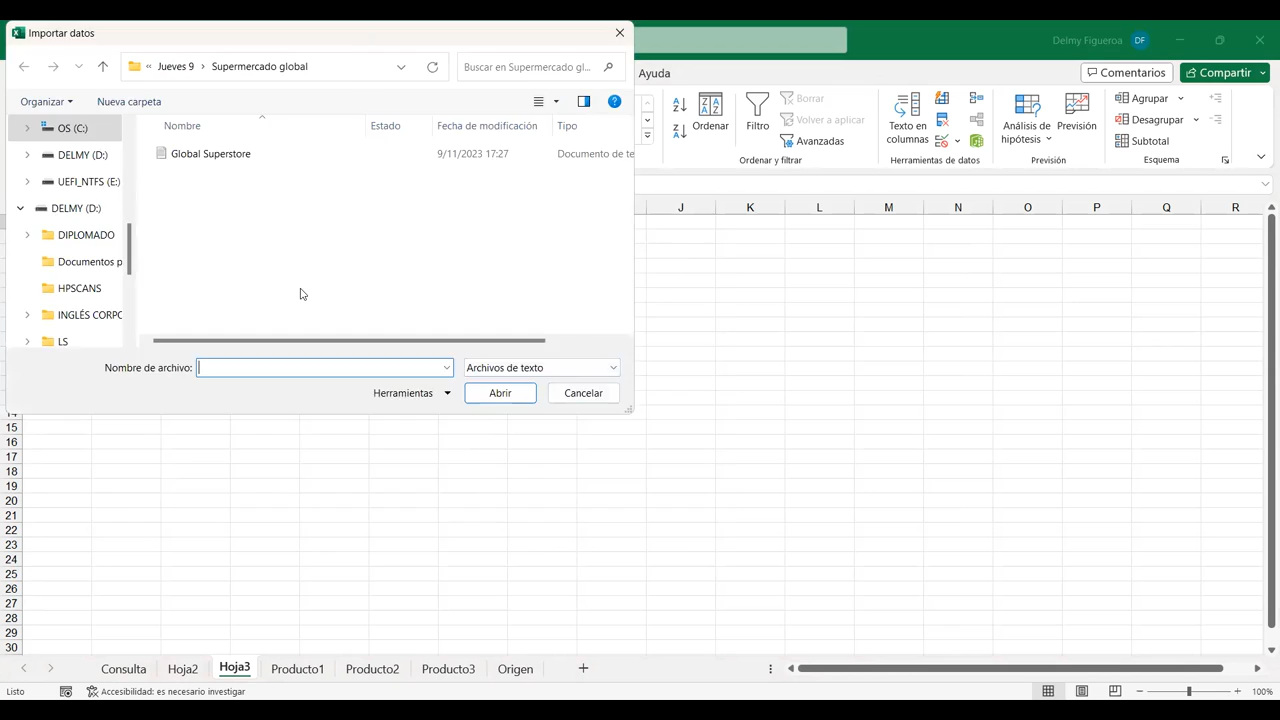 Importar datos
Delmy Figueroa DF
« Jueves 9 > Supermercado global
Buscar en Supermercado gl...
Ayuda
Comentarios
Compartir
Organizar
Nueva carpeta
Nombre
Estado
Fecha de modificación
Tipo
OS (C:)
DELMY (D:)
UEFI_NTFS (E:)
DELMY (D:)
DIPLOMADO
Documentos p
HPSCANS
INGLÉS CORPO
LS
Global Superstore
9/11/2023 17:27
Documento de te
Nombre de archivo:
Archivos de texto
Herramientas
Abrir
Cancelar
Ordenar
Filtro
Borrar
Volver a aplicar
Avanzadas
Ordenar y filtrar
Texto en
columnas
Herramientas de datos
Análisis de
hipótesis
Previsión
Previsión
Agrupar
Desagrupar
Subtotal
Esquema
J K L M N O P Q R
15
16
17
18
19
20
21
22
23
24
25
26
27
28
29
30
Consulta Hoja2 Hoja3 Producto1 Producto2 Producto3 Origen
Listo
Accesibilidad: es necesario investigar
100%